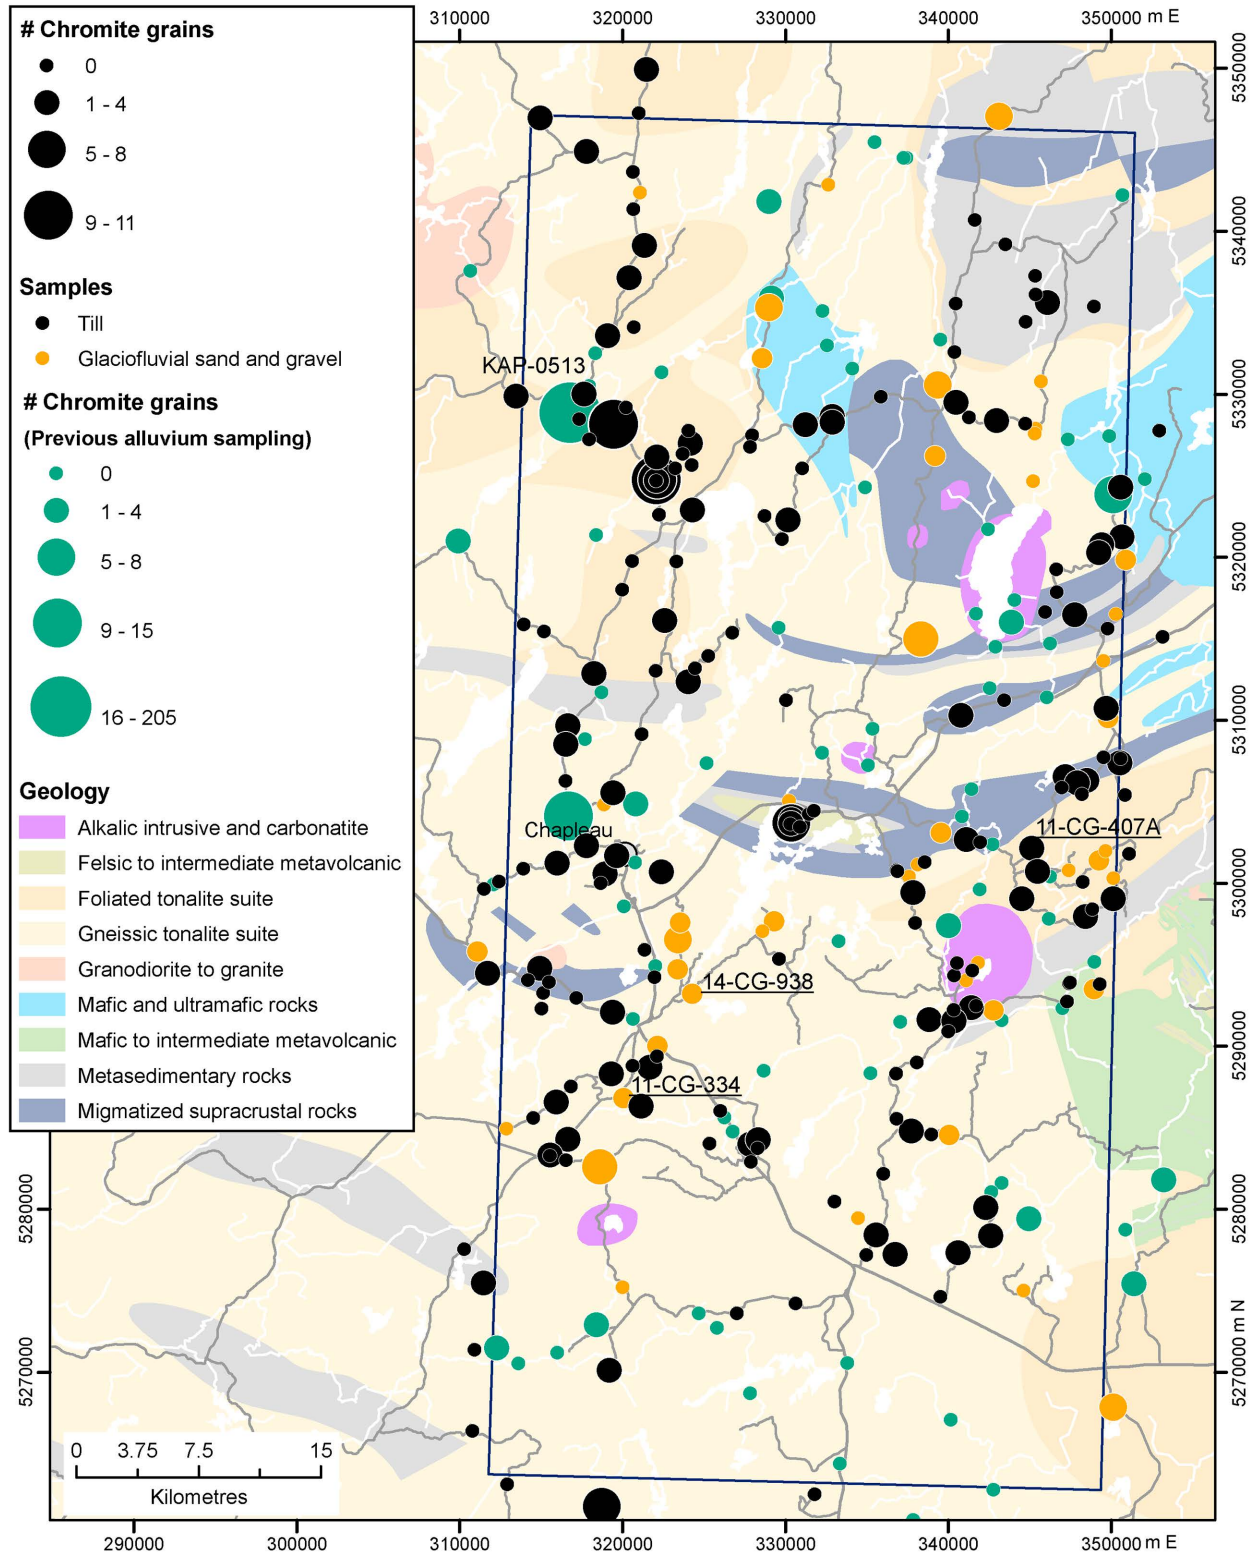 # Chromite grains
0
1 - 4
5 - 8
9 - 11
Samples
Till
Glaciofluvial sand and gravel
# Chromite grains
(Previous alluvium sampling)
0
1 - 4
5 - 8
9 - 15
16 - 205
Geology
Alkalic intrusive and carbonatite
Felsic to intermediate metavolcanic
Foliated tonalite suite
Gneissic tonalite suite
Granodiorite to granite
Mafic and ultramafic rocks
Mafic to intermediate metavolcanic
Metasedimentary rocks
Migmatized supracrustal rocks
310000 320000 330000 340000 350000 m E
5350000
5340000
5330000
5320000
5310000
5300000
5290000
5280000
5270000 m N
KAP-0513
Chapleau
11-CG-407A
14-CG-938
11-CG-334
5280000
5270000
0 3.75 7.5 15
Kilometres
290000 300000 310000 320000 330000 340000 350000 m E